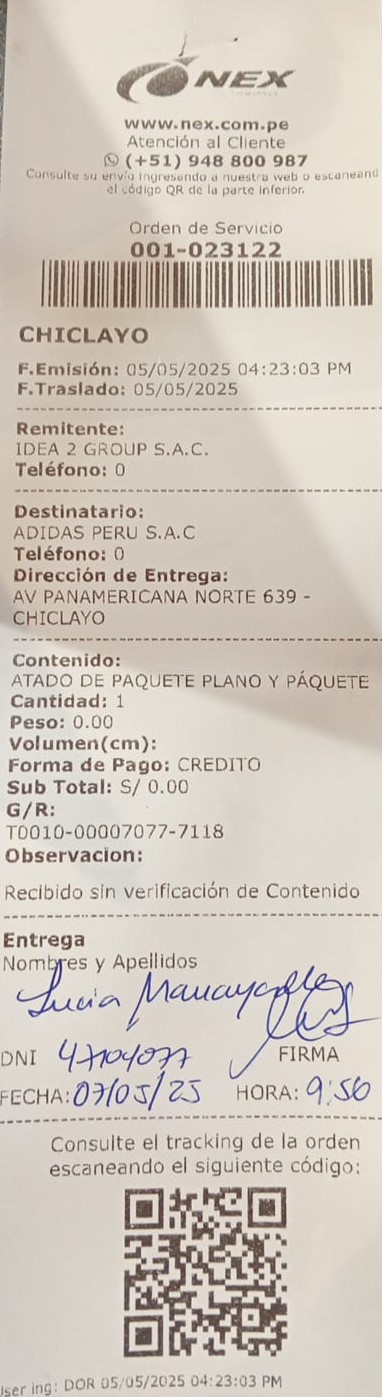 NEX
www.nex.com.pe
Atención al Cliente
(+51) 948 800 987
Consulte su envío ingresando a nuestra web o escaneand
el código QR de la parte inferior.
Orden de Servicio
001-023122
CHICLAYO
F.Emisión: 05/05/2025 04:23:03 PM
F.Traslado: 05/05/2025
Remitente:
IDEA 2 GROUP S.A.C.
Teléfono: 0
Destinatario:
ADIDAS PERU S.A.C
Teléfono: 0
Dirección de Entrega:
AV PANAMERICANA NORTE 639 -
CHICLAYO
Contenido:
ATADO DE PAQUETE PLANO Y PÁQUETE
Cantidad: 1
Peso: 0.00
Volumen(cm):
Forma de Pago: CREDITO
Sub Total: S/ 0.00
G/R:
T0010-00007077-7118
Observacion:
Recibido sin verificación de Contenido
Entrega
Nombres y Apellidos
Lucia
DNI 47104077 FIRMA
FECHA: 07/05/25 HORA: 9:56
Consulte el tracking de la orden
escaneando el siguiente código:
ser ing: DOR 05/05/2025 04:23:03 PM